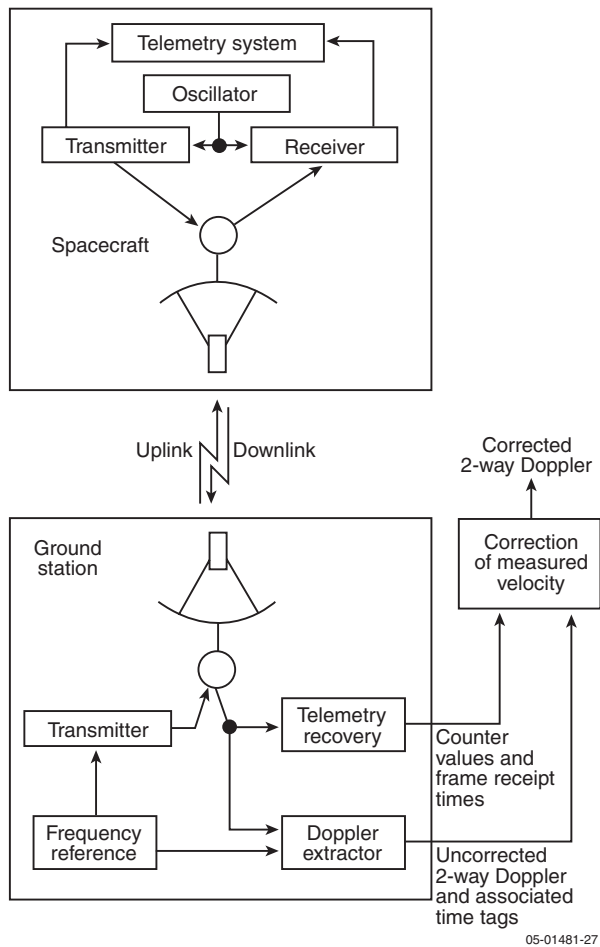 Telemetry system
Oscillator
Transmitter
Receiver
Spacecraft
Uplink
Downlink
Corrected
2-way Doppler
Ground
station
Correction
of measured
velocity
Transmitter
Telemetry
recovery
Counter
values and
frame receipt
times
Frequency
reference
Doppler
extractor
Uncorrected
2-way Doppler
and associated
time tags
05-01481-27